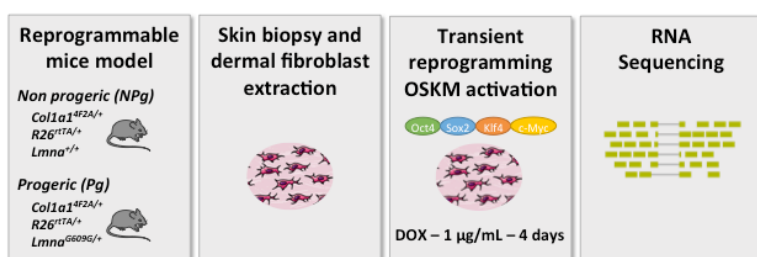 Reprogrammable
mice model
Non progeric (NPg)
Col1a1^4F2A/+
R26^rtTA/+
Lmna^+/+
Progeric (Pg)
Col1a1^4F2A/+
R26^rtTA/+
Lmna^G609G/+
Skin biopsy and
dermal fibroblast
extraction
Transient
reprogramming
OSKM activation
Oct4 Sox2 Klf4 c-Myc
DOX – 1 µg/mL – 4 days
RNA
Sequencing